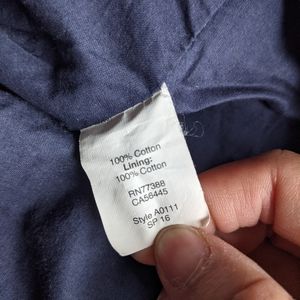 100% Cotton
Lining:
100% Cotton
RN77388
CA56445
Style A0111
SP 16